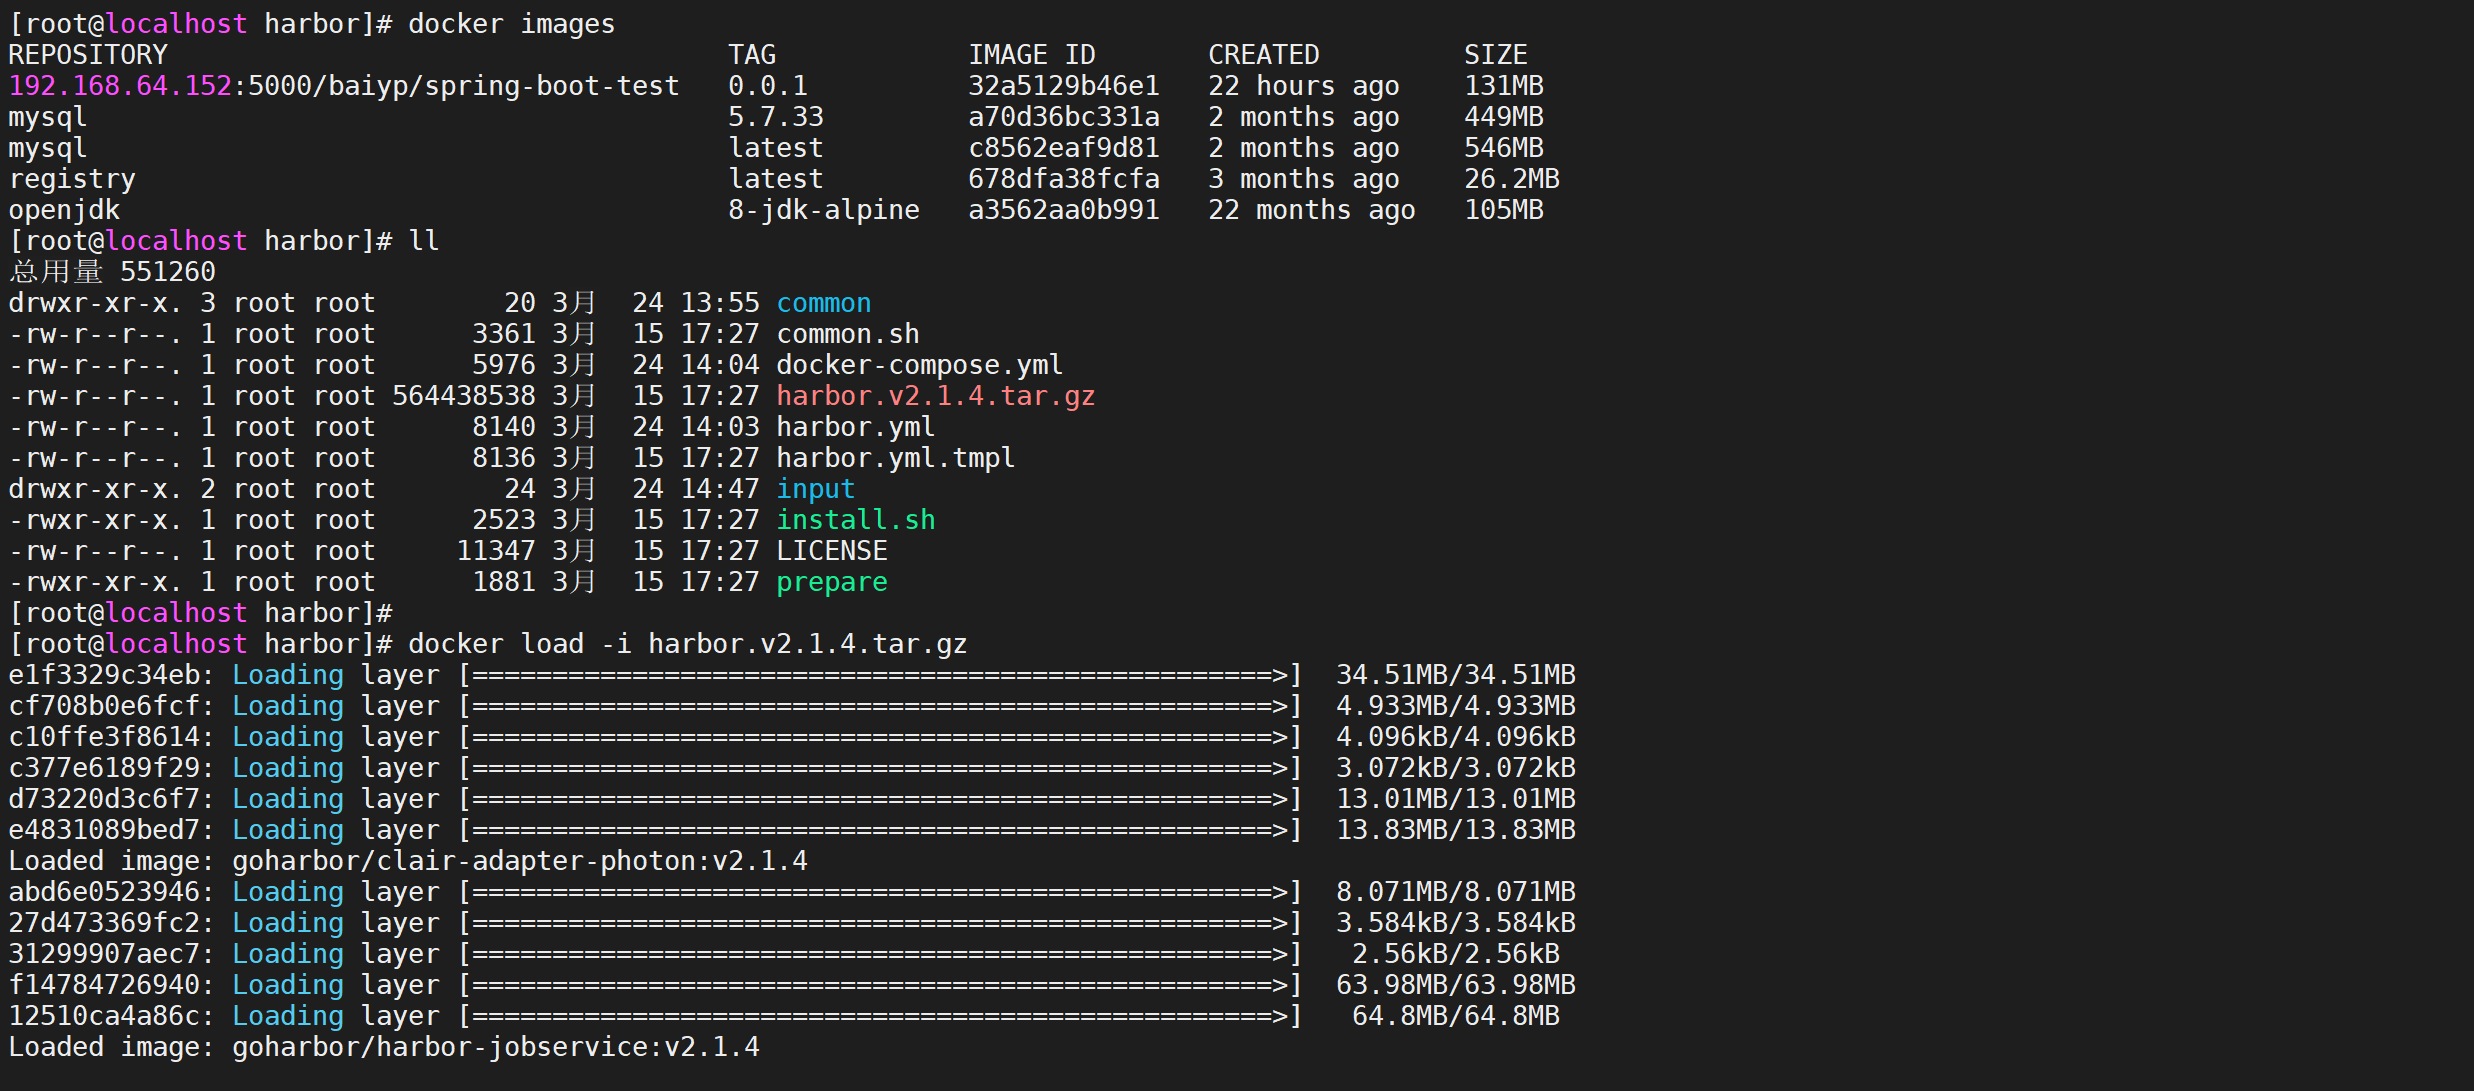 [root@localhost harbor]# docker images
REPOSITORY                                   TAG            IMAGE ID       CREATED         SIZE
192.168.64.152:5000/baiyp/spring-boot-test   0.0.1          32a5129b46e1   22 hours ago    131MB
mysql                                        5.7.33         a70d36bc331a   2 months ago    449MB
mysql                                        latest         c8562eaf9d81   2 months ago    546MB
registry                                     latest         678dfa38fcfa   3 months ago    26.2MB
openjdk                                      8-jdk-alpine   a3562aa0b991   22 months ago   105MB
[root@localhost harbor]# ll
总用量 551260
drwxr-xr-x. 3 root root        20 3月  24 13:55 common
-rw-r--r--. 1 root root      3361 3月  15 17:27 common.sh
-rw-r--r--. 1 root root      5976 3月  24 14:04 docker-compose.yml
-rw-r--r--. 1 root root 564438538 3月  15 17:27 harbor.v2.1.4.tar.gz
-rw-r--r--. 1 root root      8140 3月  24 14:03 harbor.yml
-rw-r--r--. 1 root root      8136 3月  15 17:27 harbor.yml.tmpl
drwxr-xr-x. 2 root root        24 3月  24 14:47 input
-rwxr-xr-x. 1 root root      2523 3月  15 17:27 install.sh
-rw-r--r--. 1 root root     11347 3月  15 17:27 LICENSE
-rwxr-xr-x. 1 root root      1881 3月  15 17:27 prepare
[root@localhost harbor]#
[root@localhost harbor]# docker load -i harbor.v2.1.4.tar.gz
e1f3329c34eb: Loading layer [==================================================>]  34.51MB/34.51MB
cf708b0e6fcf: Loading layer [==================================================>]  4.933MB/4.933MB
c10ffe3f8614: Loading layer [==================================================>]  4.096kB/4.096kB
c377e6189f29: Loading layer [==================================================>]  3.072kB/3.072kB
d73220d3c6f7: Loading layer [==================================================>]  13.01MB/13.01MB
e4831089bed7: Loading layer [==================================================>]  13.83MB/13.83MB
Loaded image: goharbor/clair-adapter-photon:v2.1.4
abd6e0523946: Loading layer [==================================================>]  8.071MB/8.071MB
27d473369fc2: Loading layer [==================================================>]  3.584kB/3.584kB
31299907aec7: Loading layer [==================================================>]   2.56kB/2.56kB
f14784726940: Loading layer [==================================================>]  63.98MB/63.98MB
12510ca4a86c: Loading layer [==================================================>]   64.8MB/64.8MB
Loaded image: goharbor/harbor-jobservice:v2.1.4